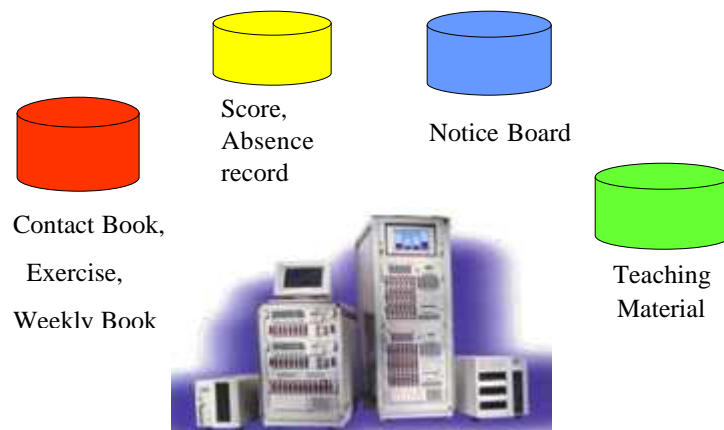 Score,
Absence
record
Notice Board
Contact Book,
Exercise,
Weekly Book
Teaching
Material